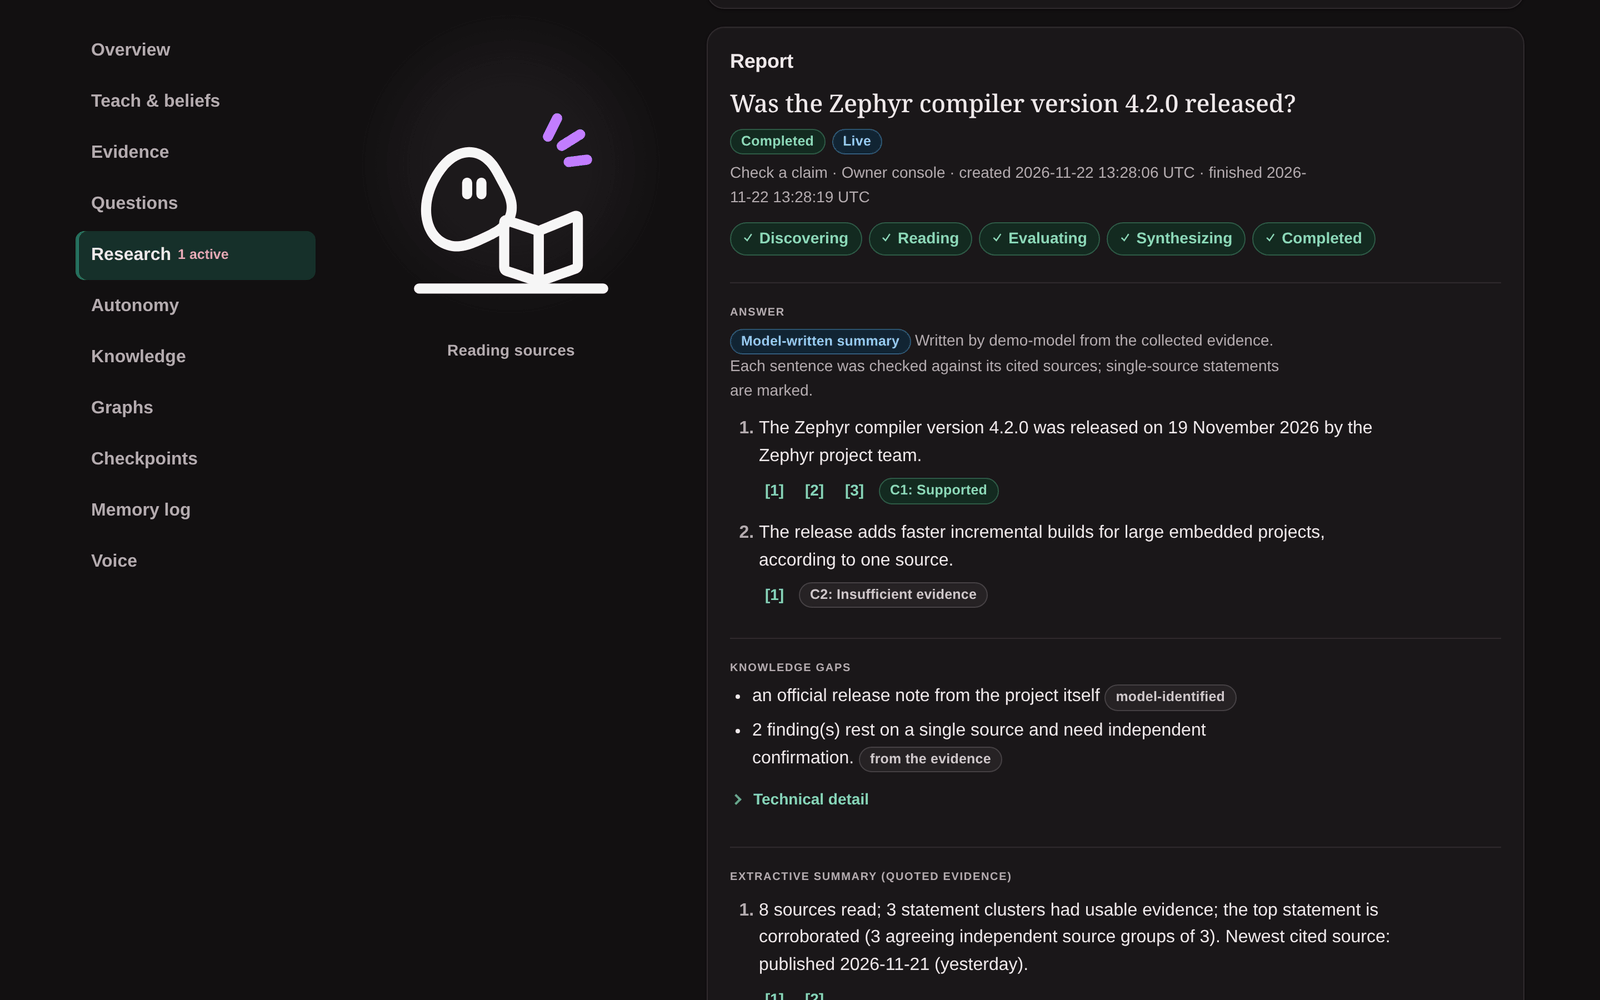 Overview
Teach & beliefs
Evidence
Questions
Research 1 active
Autonomy
Knowledge
Graphs
Checkpoints
Memory log
Voice
Reading sources
Report
Was the Zephyr compiler version 4.2.0 released?
Completed Live
Check a claim · Owner console · created 2026-11-22 13:28:06 UTC · finished 2026-
11-22 13:28:19 UTC
✓ Discovering ✓ Reading ✓ Evaluating ✓ Synthesizing ✓ Completed
ANSWER
Model-written summary Written by demo-model from the collected evidence.
Each sentence was checked against its cited sources; single-source statements
are marked.
1. The Zephyr compiler version 4.2.0 was released on 19 November 2026 by the
Zephyr project team.
[1] [2] [3] C1: Supported
2. The release adds faster incremental builds for large embedded projects,
according to one source.
[1] C2: Insufficient evidence
KNOWLEDGE GAPS
• an official release note from the project itself model-identified
• 2 finding(s) rest on a single source and need independent
confirmation. from the evidence
Technical detail
EXTRACTIVE SUMMARY (QUOTED EVIDENCE)
1. 8 sources read; 3 statement clusters had usable evidence; the top statement is
corroborated (3 agreeing independent source groups of 3). Newest cited source:
published 2026-11-21 (yesterday).
[1] [2]